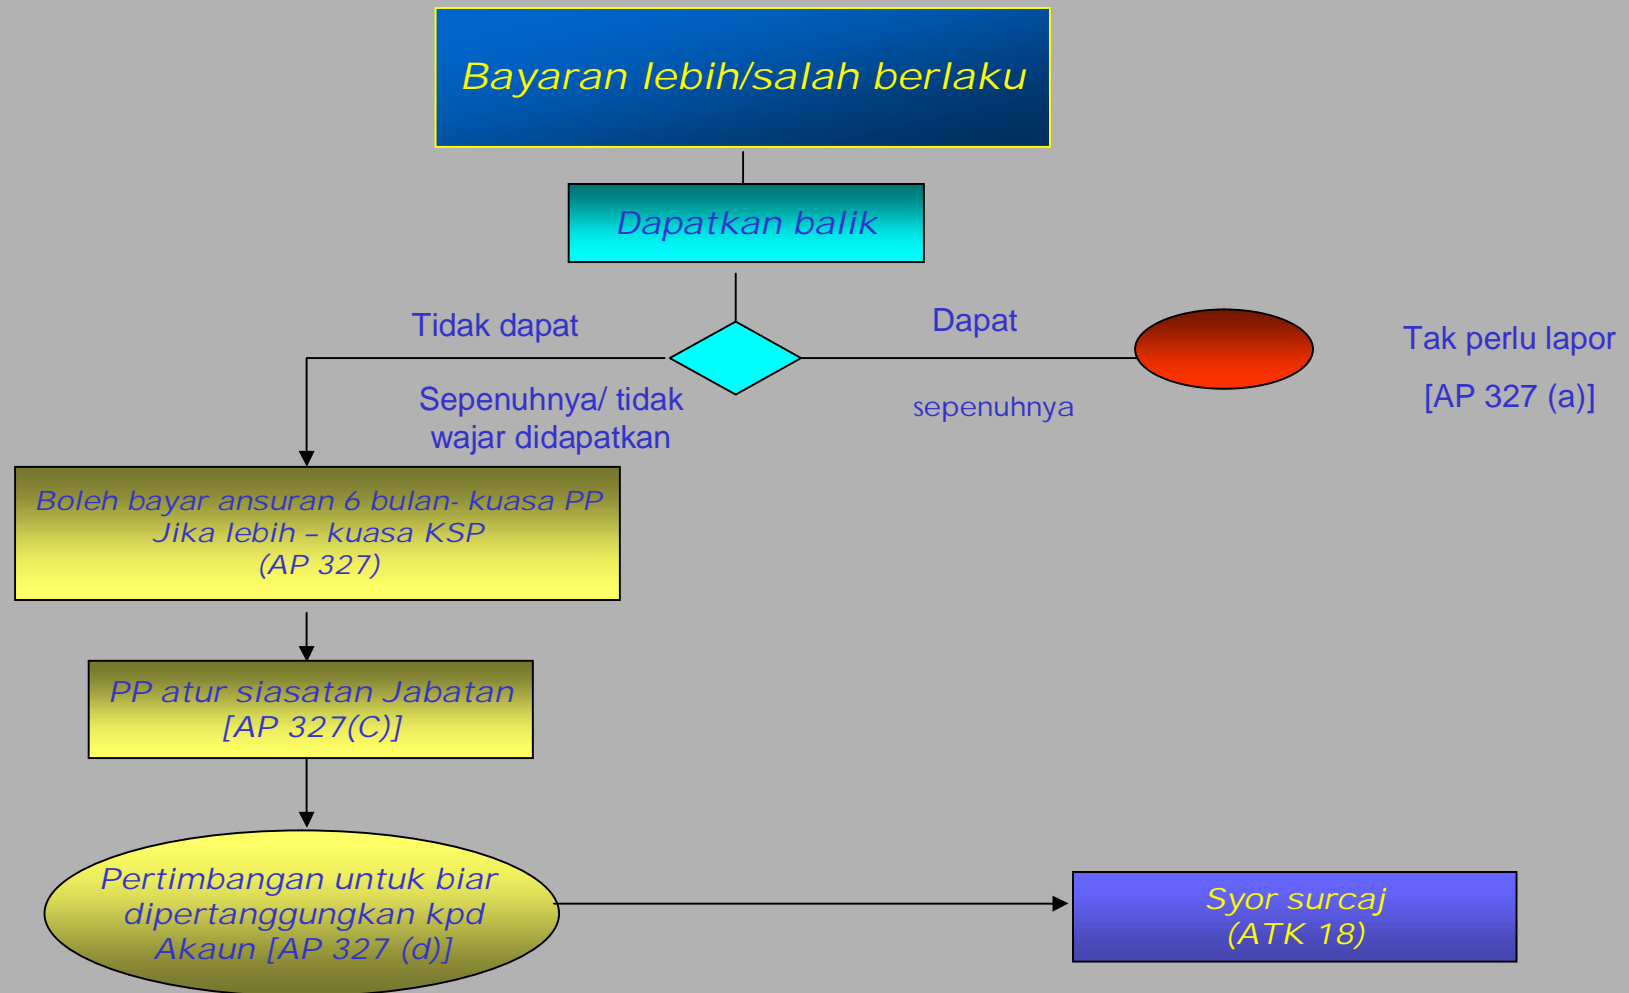 Bayaran lebih/salah berlaku
Dapatkan balik
Tidak dapat
Sepenuhnya/ tidak
wajar didapatkan
Dapat
sepenuhnya
Tak perlu lapor
[AP 327 (a)]
Boleh bayar ansuran 6 bulan- kuasa PP
Jika lebih – kuasa KSP
(AP 327)
PP atur siasatan Jabatan
[AP 327(C)]
Pertimbangan untuk biar
dipertanggungkan kpd
Akaun [AP 327 (d)]
Syor surcaj
(ATK 18)